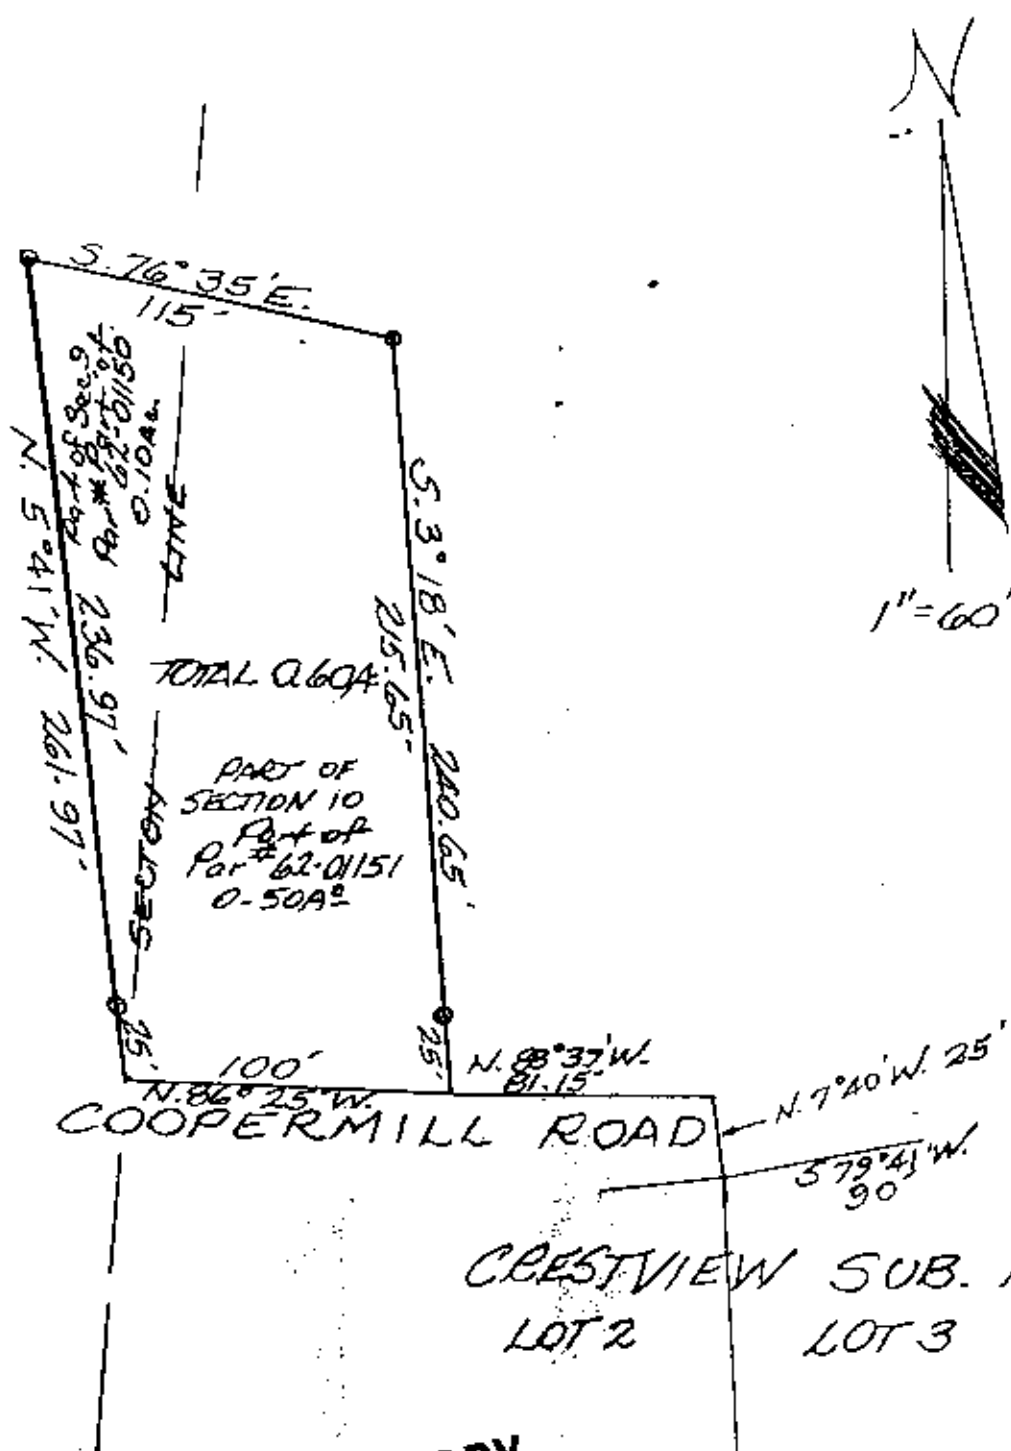 N
S. 76° 35' E.
115'
Part of Sec. 9
Par# Part of
62-01150
0.10Ac.
N. 5° 41' W. 261.97'
236.97'
S. 3° 18' E. 240.65'
215.65'
SECTION LINE
1"=60'
TOTAL 0.60A.
PART OF
SECTION 10
Part of
Par# 62-01151
0-50A⁰
25'
25'
100'
N. 86° 25' W.
N. 88° 37' W.
81.15'
N. 7° 40' W. 25'
COOPERMILL ROAD
S 79° 41' W.
90'
CRESTVIEW SUB.
LOT 2
LOT 3